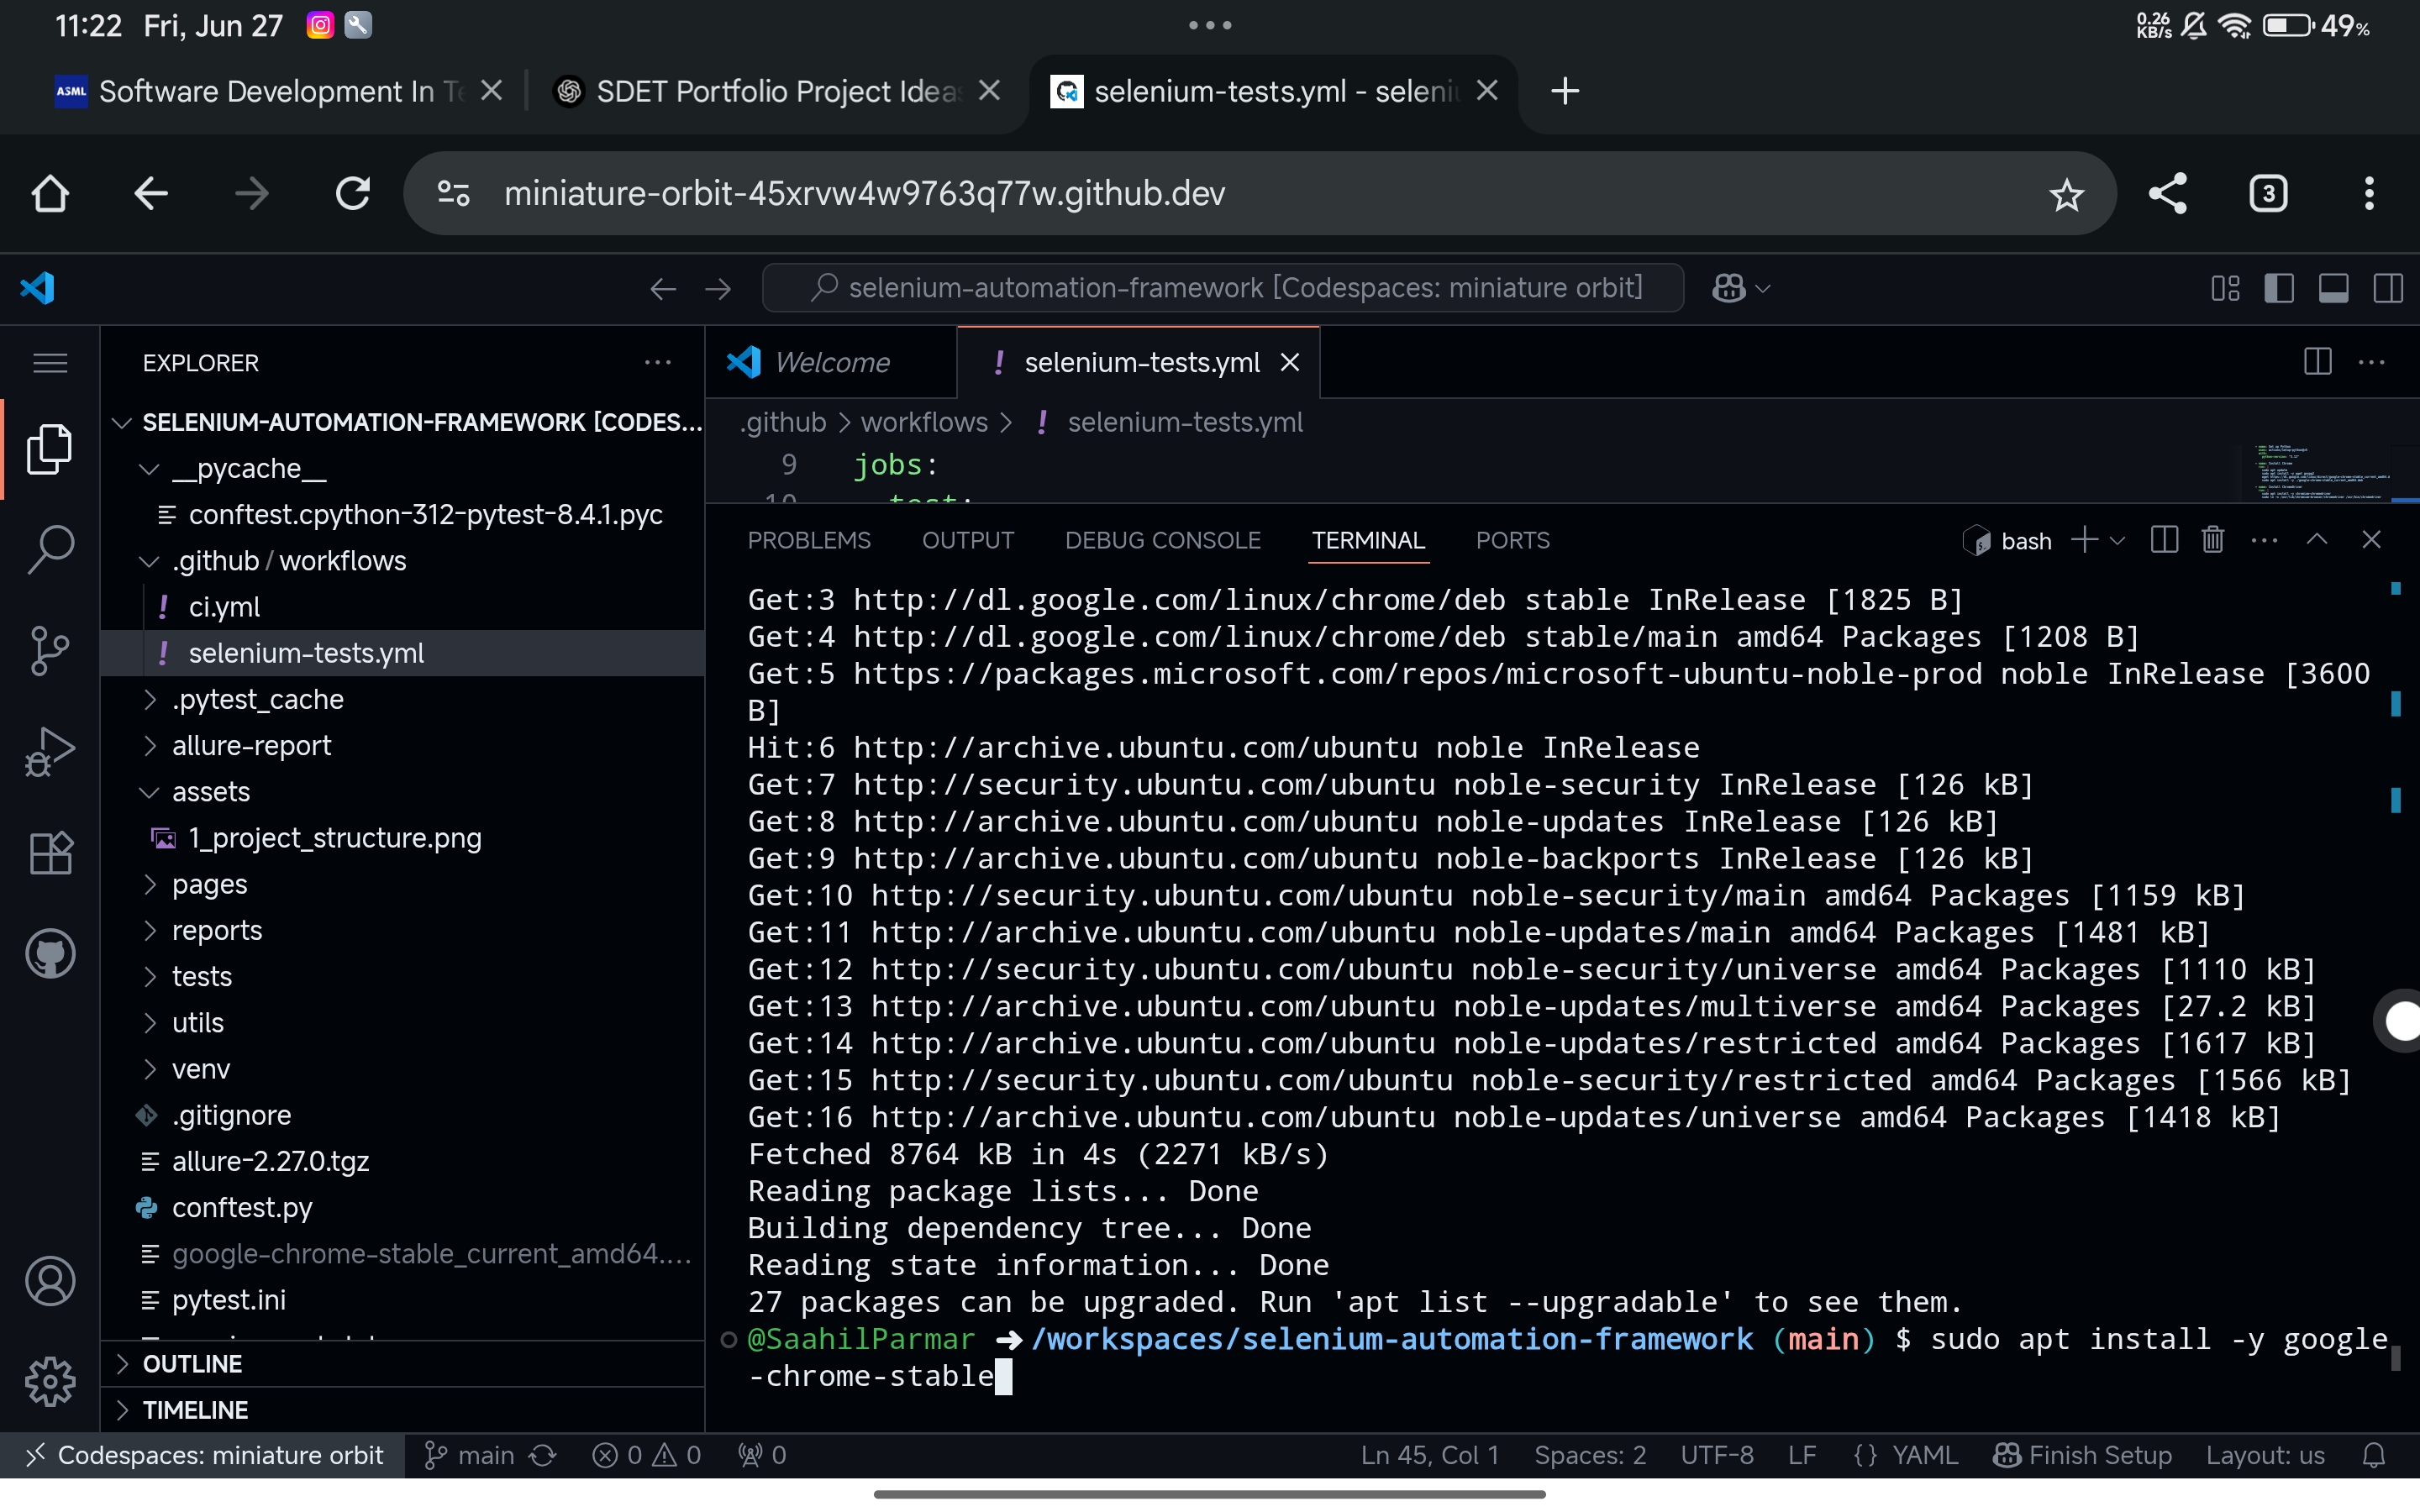 11:22 Fri, Jun 27
0.26 KB/s 49%
ASML Software Development In Te
SDET Portfolio Project Ideas
selenium-tests.yml - seleniu
miniature-orbit-45xrvw4w9763q77w.github.dev
3
selenium-automation-framework [Codespaces: miniature orbit]
EXPLORER
SELENIUM-AUTOMATION-FRAMEWORK [CODES...
__pycache__
conftest.cpython-312-pytest-8.4.1.pyc
.github / workflows
ci.yml
selenium-tests.yml
.pytest_cache
allure-report
assets
1_project_structure.png
pages
reports
tests
utils
venv
.gitignore
allure-2.27.0.tgz
conftest.py
google-chrome-stable_current_amd64....
pytest.ini
OUTLINE
TIMELINE
Welcome
selenium-tests.yml
.github > workflows > selenium-tests.yml
9 jobs:
10 test:
PROBLEMS OUTPUT DEBUG CONSOLE TERMINAL PORTS
bash
Get:3 http://dl.google.com/linux/chrome/deb stable InRelease [1825 B]
Get:4 http://dl.google.com/linux/chrome/deb stable/main amd64 Packages [1208 B]
Get:5 https://packages.microsoft.com/repos/microsoft-ubuntu-noble-prod noble InRelease [3600
B]
Hit:6 http://archive.ubuntu.com/ubuntu noble InRelease
Get:7 http://security.ubuntu.com/ubuntu noble-security InRelease [126 kB]
Get:8 http://archive.ubuntu.com/ubuntu noble-updates InRelease [126 kB]
Get:9 http://archive.ubuntu.com/ubuntu noble-backports InRelease [126 kB]
Get:10 http://security.ubuntu.com/ubuntu noble-security/main amd64 Packages [1159 kB]
Get:11 http://archive.ubuntu.com/ubuntu noble-updates/main amd64 Packages [1481 kB]
Get:12 http://security.ubuntu.com/ubuntu noble-security/universe amd64 Packages [1110 kB]
Get:13 http://archive.ubuntu.com/ubuntu noble-updates/multiverse amd64 Packages [27.2 kB]
Get:14 http://archive.ubuntu.com/ubuntu noble-updates/restricted amd64 Packages [1617 kB]
Get:15 http://security.ubuntu.com/ubuntu noble-security/restricted amd64 Packages [1566 kB]
Get:16 http://archive.ubuntu.com/ubuntu noble-updates/universe amd64 Packages [1418 kB]
Fetched 8764 kB in 4s (2271 kB/s)
Reading package lists... Done
Building dependency tree... Done
Reading state information... Done
27 packages can be upgraded. Run 'apt list --upgradable' to see them.
@SaahilParmar ➜ /workspaces/selenium-automation-framework (main) $ sudo apt install -y google
-chrome-stable
Codespaces: miniature orbit
main
0 0
0
Ln 45, Col 1 Spaces: 2 UTF-8 LF {} YAML Finish Setup Layout: us